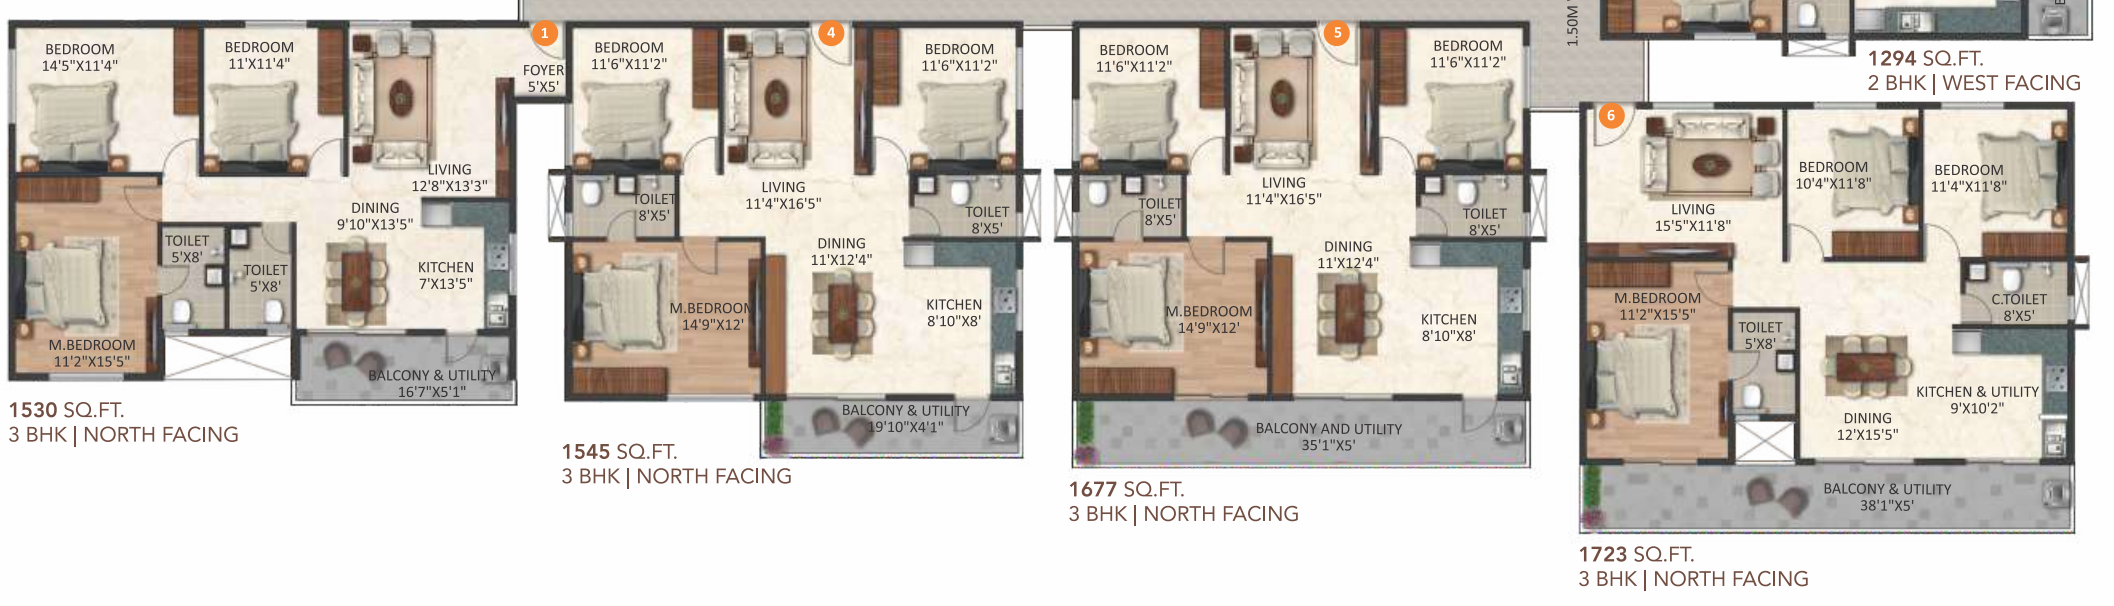 1
BEDROOM
14'5"X11'4"
BEDROOM
11'X11'4"
FOYER
5'X5'
LIVING
12'8"X13'3"
DINING
9'10"X13'5"
TOILET
5'X8'
TOILET
5'X8'
KITCHEN
7'X13'5"
M.BEDROOM
11'2"X15'5"
BALCONY & UTILITY
16'7"X5'1"
1530 SQ.FT.
3 BHK | NORTH FACING
4
BEDROOM
11'6"X11'2"
BEDROOM
11'6"X11'2"
LIVING
11'4"X16'5"
TOILET
8'X5'
TOILET
8'X5'
DINING
11'X12'4"
M.BEDROOM
14'9"X12'
KITCHEN
8'10"X8'
BALCONY & UTILITY
19'10"X4'1"
1545 SQ.FT.
3 BHK | NORTH FACING
5
BEDROOM
11'6"X11'2"
BEDROOM
11'6"X11'2"
LIVING
11'4"X16'5"
TOILET
8'X5'
TOILET
8'X5'
DINING
11'X12'4"
M.BEDROOM
14'9"X12'
KITCHEN
8'10"X8'
BALCONY AND UTILITY
35'1"X5'
1677 SQ.FT.
3 BHK | NORTH FACING
1.50M
1294 SQ.FT.
2 BHK | WEST FACING
6
BEDROOM
10'4"X11'8"
BEDROOM
11'4"X11'8"
LIVING
15'5"X11'8"
M.BEDROOM
11'2"X15'5"
C.TOILET
8'X5'
TOILET
5'X8'
KITCHEN & UTILITY
9'X10'2"
DINING
12'X15'5"
BALCONY & UTILITY
38'1"X5'
1723 SQ.FT.
3 BHK | NORTH FACING